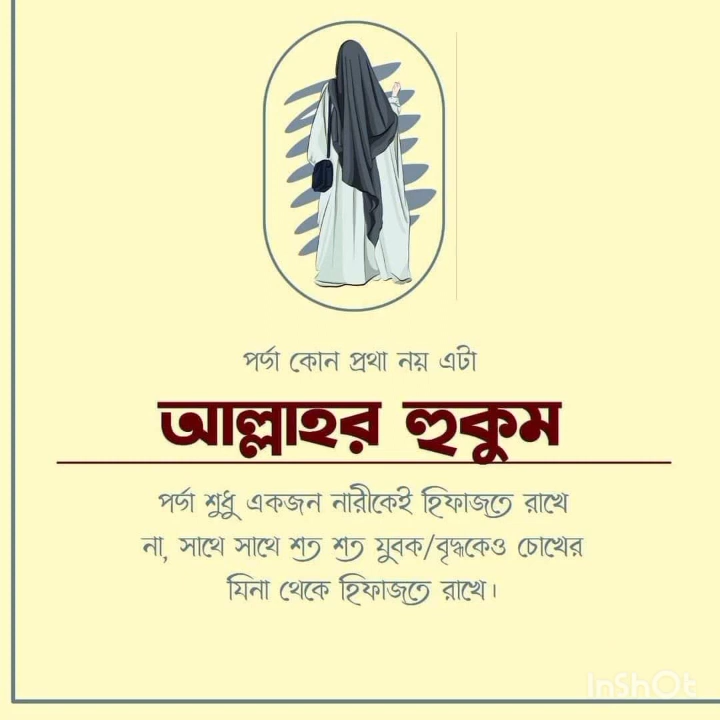 পর্দা কোন প্রথা নয় এটা
আল্লাহর হুকুম
পর্দা শুধু একজন নারীকেই হিফাজতে রাখে
না, সাথে সাথে শত শত যুবক/বৃদ্ধকেও চোখের
যিনা থেকে হিফাজতে রাখে।
InShOt